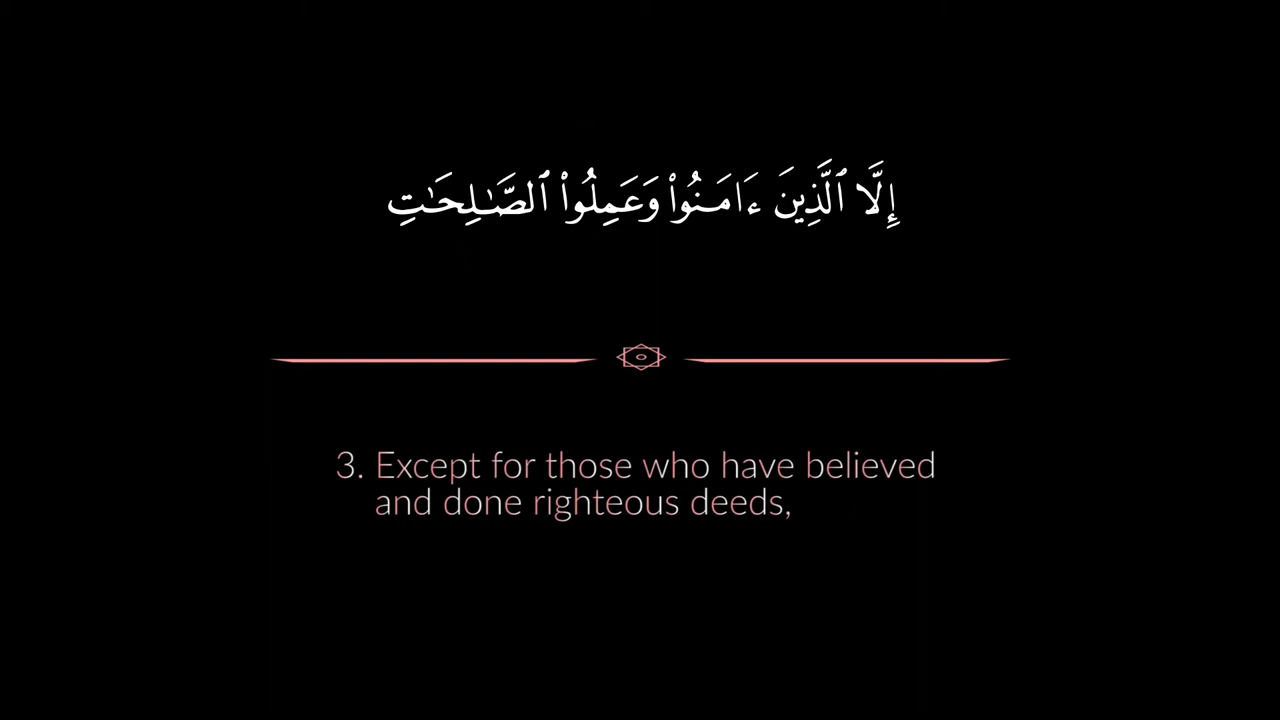 إِلَّا ٱلَّذِينَ ءَامَنُوا۟ وَعَمِلُوا۟ ٱلصَّـٰلِحَـٰتِ
3. Except for those who have believed
and done righteous deeds,